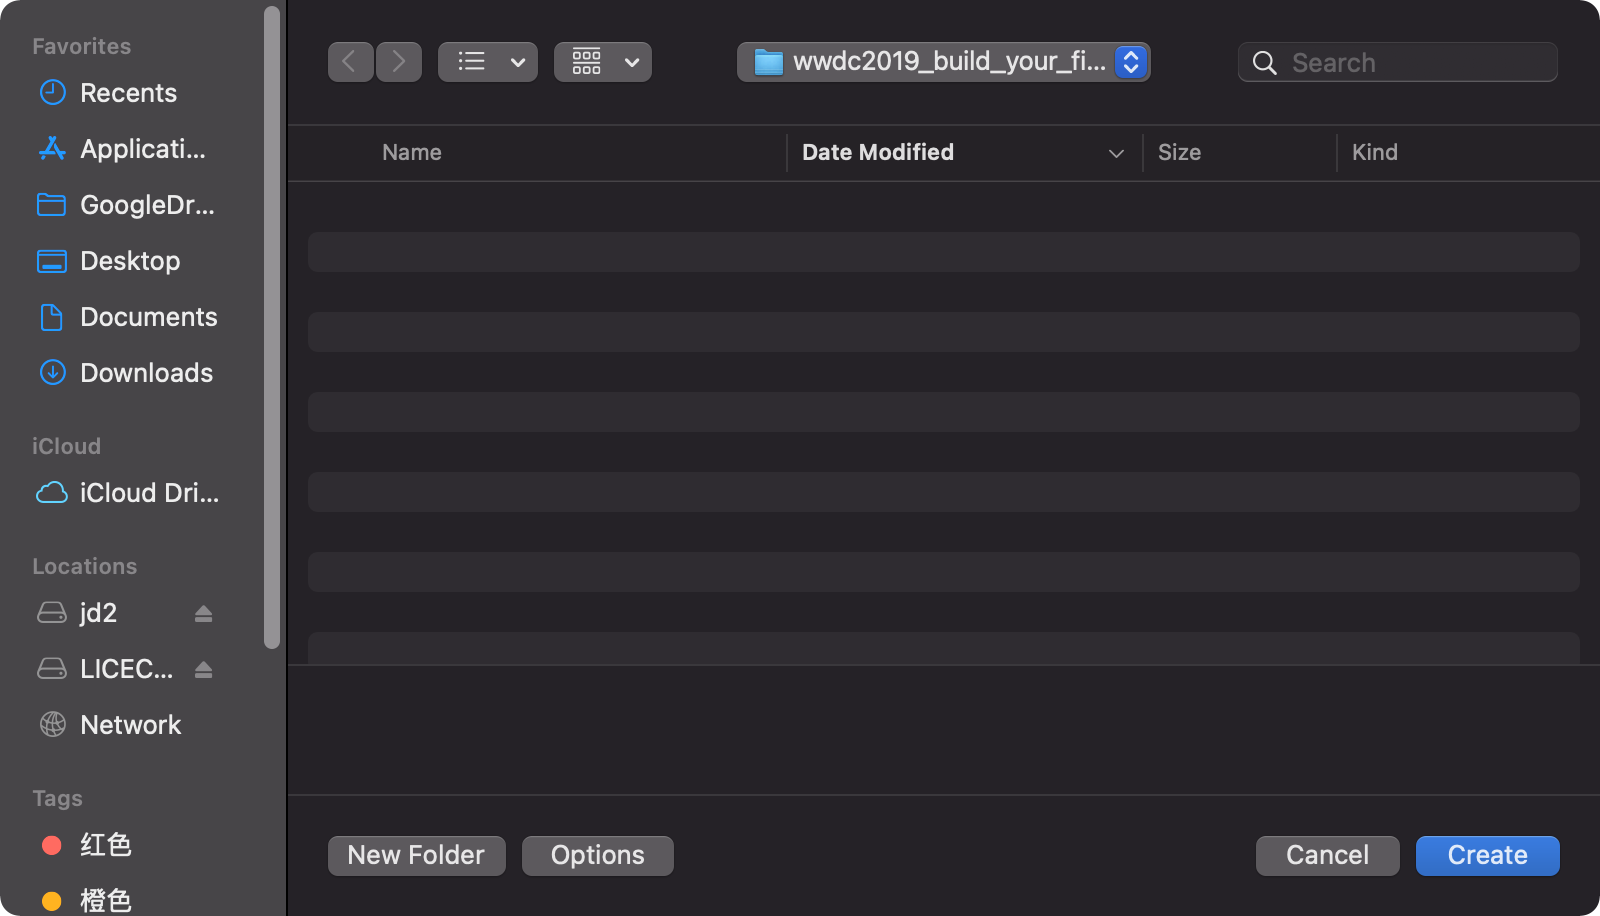 Favorites
Recents
Applicati...
GoogleDr...
Desktop
Documents
Downloads
iCloud
iCloud Dri...
Locations
jd2
LICEC...
Network
Tags
红色
橙色
wwdc2019_build_your_fi...
Search
Name
Date Modified
Size
Kind
New Folder
Options
Cancel
Create